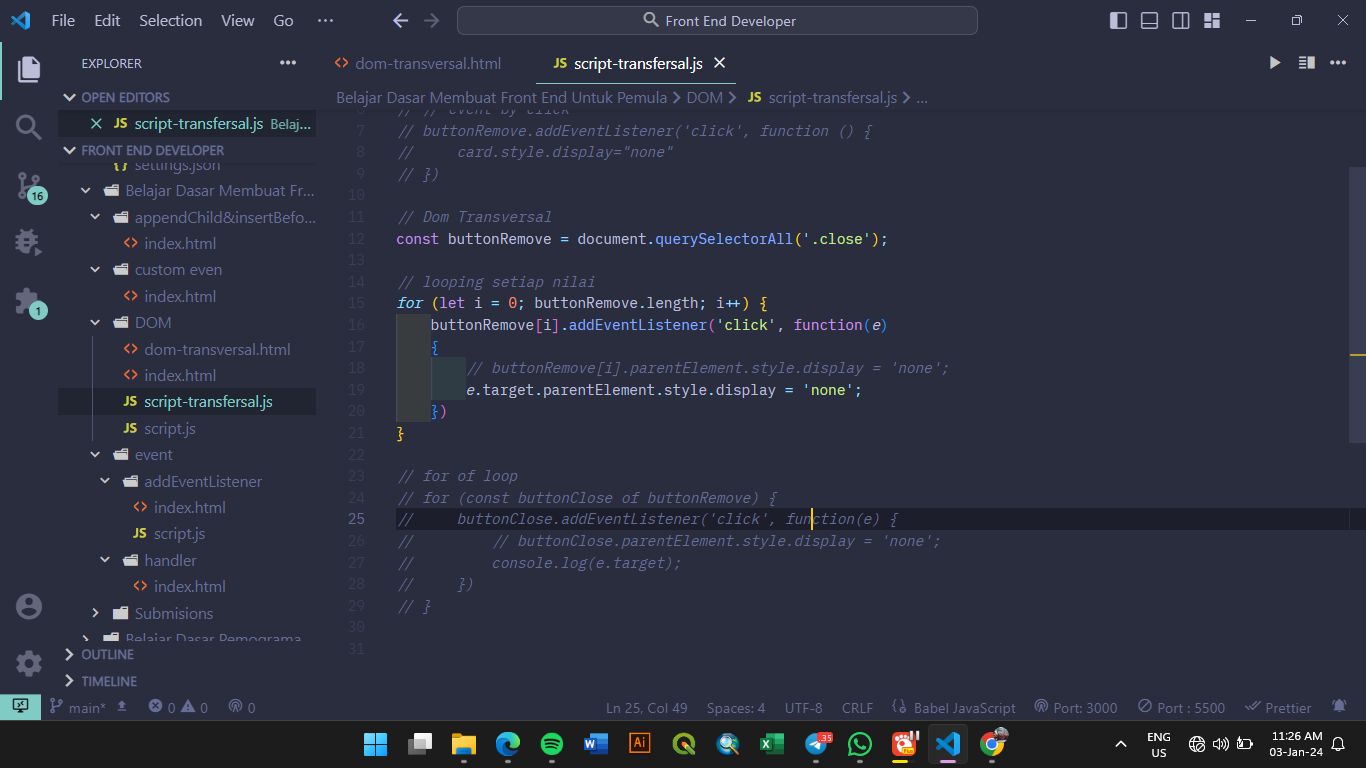 File Edit Selection View Go ··· Front End Developer
EXPLORER ···
OPEN EDITORS
JS script-transfersal.js Belaj...
FRONT END DEVELOPER
settings.json
Belajar Dasar Membuat Fr...
appendChild&insertBefo...
index.html
custom even
index.html
DOM
dom-transversal.html
index.html
JS script-transfersal.js
JS script.js
event
addEventListener
index.html
JS script.js
handler
index.html
Submisions
Belajar Dasar Pemograma
OUTLINE
TIMELINE
16
1
dom-transversal.html JS script-transfersal.js
Belajar Dasar Membuat Front End Untuk Pemula > DOM > JS script-transfersal.js > ...
6 // // event by click
7 // buttonRemove.addEventListener('click', function () {
8 //     card.style.display="none"
9 // })
10
11 // Dom Transversal
12 const buttonRemove = document.querySelectorAll('.close');
13
14 // looping setiap nilai
15 for (let i = 0; buttonRemove.length; i++) {
16     buttonRemove[i].addEventListener('click', function(e)
17     {
18         // buttonRemove[i].parentElement.style.display = 'none';
19         e.target.parentElement.style.display = 'none';
20     })
21 }
22
23 // for of loop
24 // for (const buttonClose of buttonRemove) {
25 //     buttonClose.addEventListener('click', function(e) {
26 //         // buttonClose.parentElement.style.display = 'none';
27 //         console.log(e.target);
28 //     })
29 // }
30
31
main* 0 0 0 Ln 25, Col 49 Spaces: 4 UTF-8 CRLF Babel JavaScript Port: 3000 Port : 5500 Prettier
Ai 35 ENG US 11:26 AM 03-Jan-24